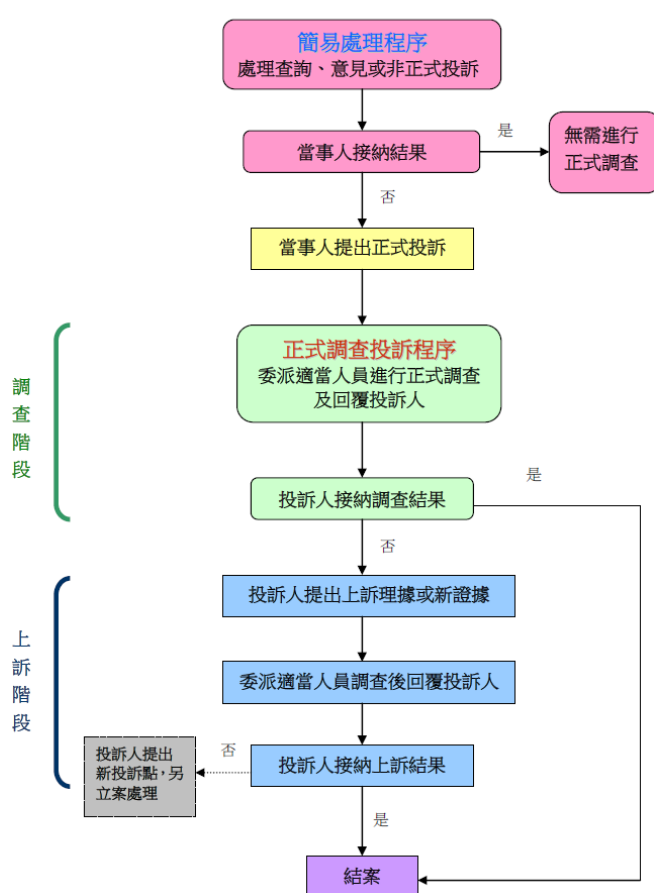 簡易處理程序
處理查詢、意見或非正式投訴
當事人接納結果
是
無需進行
正式調查
否
當事人提出正式投訴
調
查
階
段
正式調查投訴程序
委派適當人員進行正式調查
及回覆投訴人
投訴人接納調查結果
是
否
上
訴
階
段
投訴人提出上訴理據或新證據
委派適當人員調查後回覆投訴人
投訴人接納上訴結果
否
投訴人提出
新投訴點，另
立案處理
是
結案